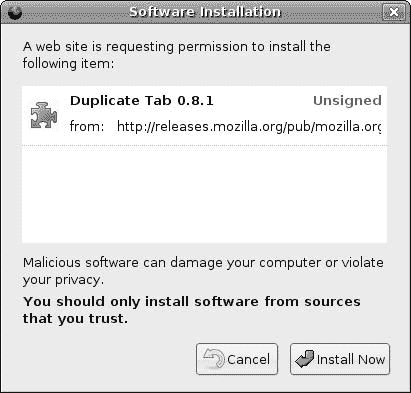 Software Installation
A web site is requesting permission to install the
following item:
Duplicate Tab 0.8.1 Unsigned
from: http://releases.mozilla.org/pub/mozilla.org
Malicious software can damage your computer or violate
your privacy.
You should only install software from sources
that you trust.
Cancel Install Now